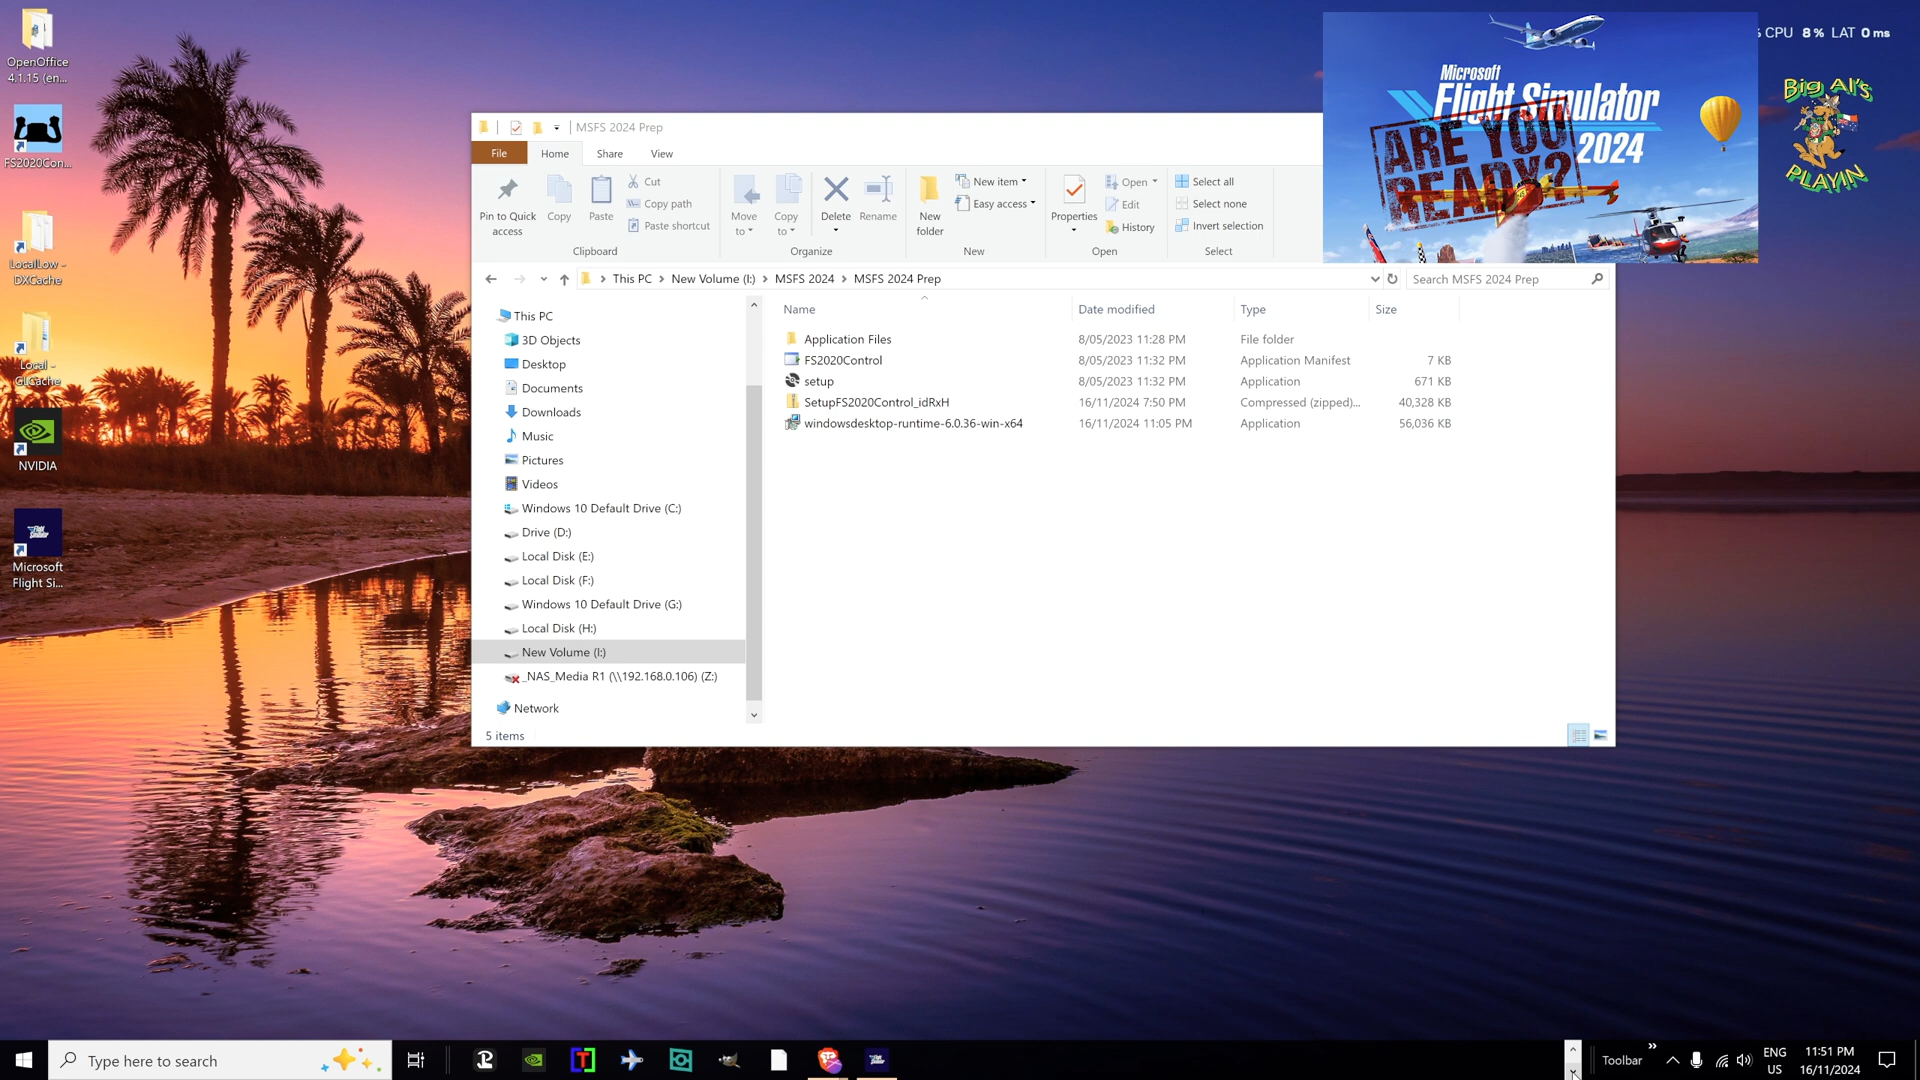 OpenOffice
4.1.15 (en...
FS2020Con...
LocalLow -
DXCache
Local -
GLCache
NVIDIA
Microsoft
Flight Si...
MSFS 2024 Prep
File
Home
Share
View
Pin to Quick
access
Copy
Paste
Cut
Copy path
Paste shortcut
Clipboard
Move
to
Copy
to
Delete
Rename
Organize
New
folder
New item
Easy access
New
Properties
Open
Edit
History
Open
Select all
Select none
Invert selection
Select
This PC
New Volume (I:)
MSFS 2024
MSFS 2024 Prep
Search MSFS 2024 Prep
This PC
3D Objects
Desktop
Documents
Downloads
Music
Pictures
Videos
Windows 10 Default Drive (C:)
Drive (D:)
Local Disk (E:)
Local Disk (F:)
Windows 10 Default Drive (G:)
Local Disk (H:)
New Volume (I:)
_NAS_Media R1 (\\192.168.0.106) (Z:)
Network
Name Date modified Type Size
Application Files 8/05/2023 11:28 PM File folder
FS2020Control 8/05/2023 11:32 PM Application Manifest 7 KB
setup 8/05/2023 11:32 PM Application 671 KB
SetupFS2020Control_idRxH 16/11/2024 7:50 PM Compressed (zipped)... 40,328 KB
windowsdesktop-runtime-6.0.36-win-x64 16/11/2024 11:05 PM Application 56,036 KB
5 items
Microsoft
Flight Simulator
2024
ARE YOU
READY?
% CPU 8 % LAT 0 ms
Big Al's
PLAYIN
Type here to search
Toolbar
ENG
US
11:51 PM
16/11/2024